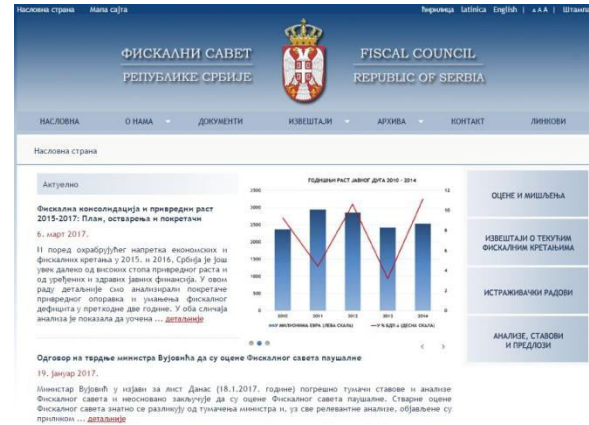 Насловна страна Мапа сајта Ћирилица latinica English | A A A | Штампа
ФИСКАЛНИ САВЕТ FISCAL COUNCIL
РЕПУБЛИКЕ СРБИЈЕ REPUBLIC OF SERBIA
НАСЛОВНА О НАМА ДОКУМЕНТИ ИЗВЕШТАЈИ АРХИВА КОНТАКТ ЛИНКОВИ
Насловна страна
Актуелно
Фискална консолидација и привредни раст
2015-2017: План, остварења и покретачи
6. март 2017.
И поред охрабрујућег напретка економских и
фискалних кретања у 2015. и 2016, Србија је још
увек далеко од високих стопа привредног раста и
од уређених и здравих јавних финансија. У овом
раду детаљније смо анализирали покретаче
привредног опоравка и умањења фискалног
дефицита у претходне две године. У оба случаја
анализа је показала да уочена ... детаљније
ГОДИШЊИ РАСТ ЈАВНОГ ДУГА 2010 - 2014
3500 12
3000 10
2500 8
2000
1500 6
1000 4
500 2
0 0
2010 2011 2012 2013 2014
У МИЛИОНИМА ЕВРА (ЛЕВА СКАЛА) У % БДП-а (ДЕСНА СКАЛА)
ОЦЕНЕ И МИШЉЕЊА
ИЗВЕШТАЈИ О ТЕКУЋИМ
ФИСКАЛНИМ КРЕТАЊИМА
ИСТРАЖИВАЧКИ РАДОВИ
АНАЛИЗЕ, СТАВОВИ
И ПРЕДЛОЗИ
Одговор на тврдње министра Вујовића да су оцене Фискалног савета паушалне
19. јануар 2017.
Министар Вујовић у изјави за лист Данас (18.1.2017. године) погрешно тумачи ставове и анализе
Фискалног савета и неосновано закључује да су оцене Фискалног савета паушалне. Стварне оцене
Фискалног савета знатно се разликују од тумачења министра и, уз све релевантне анализе, објављене су
приликом ... детаљније